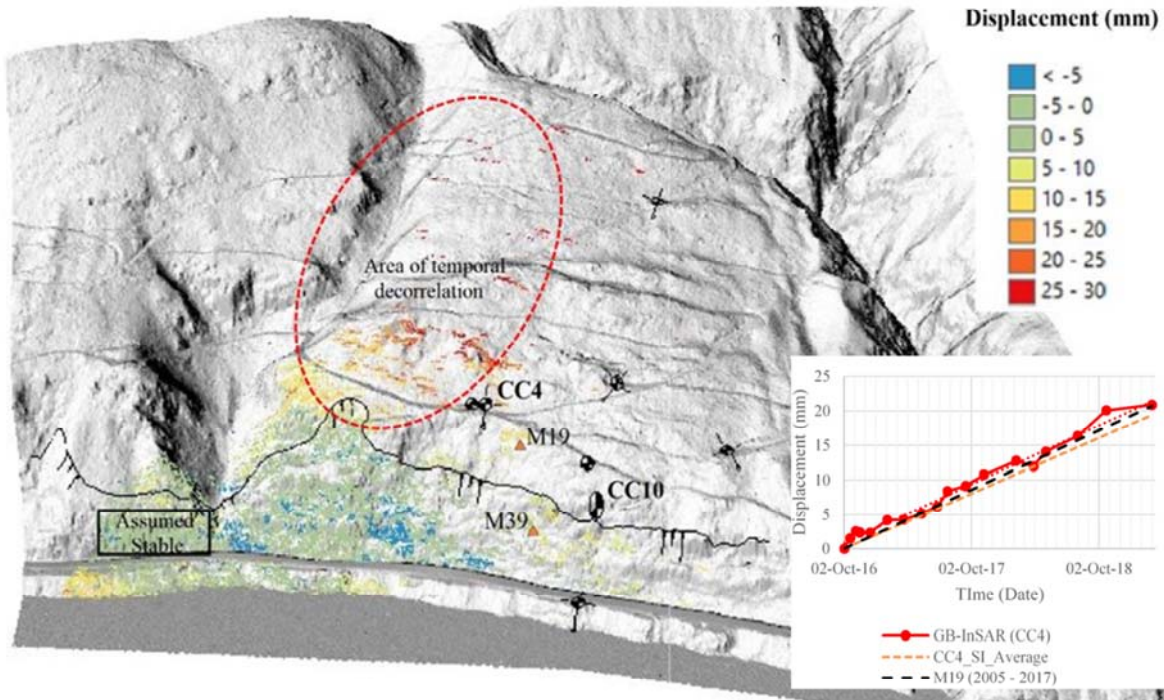 Displacement (mm)
< -5
-5 - 0
0 - 5
5 - 10
10 - 15
15 - 20
20 - 25
25 - 30
Area of temporal
decorrelation
CC4
M19
CC10
M39
Assumed
Stable
25
20
15
10
5
0
Displacement (mm)
02-Oct-16
02-Oct-17
02-Oct-18
TIme (Date)
GB-InSAR (CC4)
CC4_SI_Average
M19 (2005 - 2017)